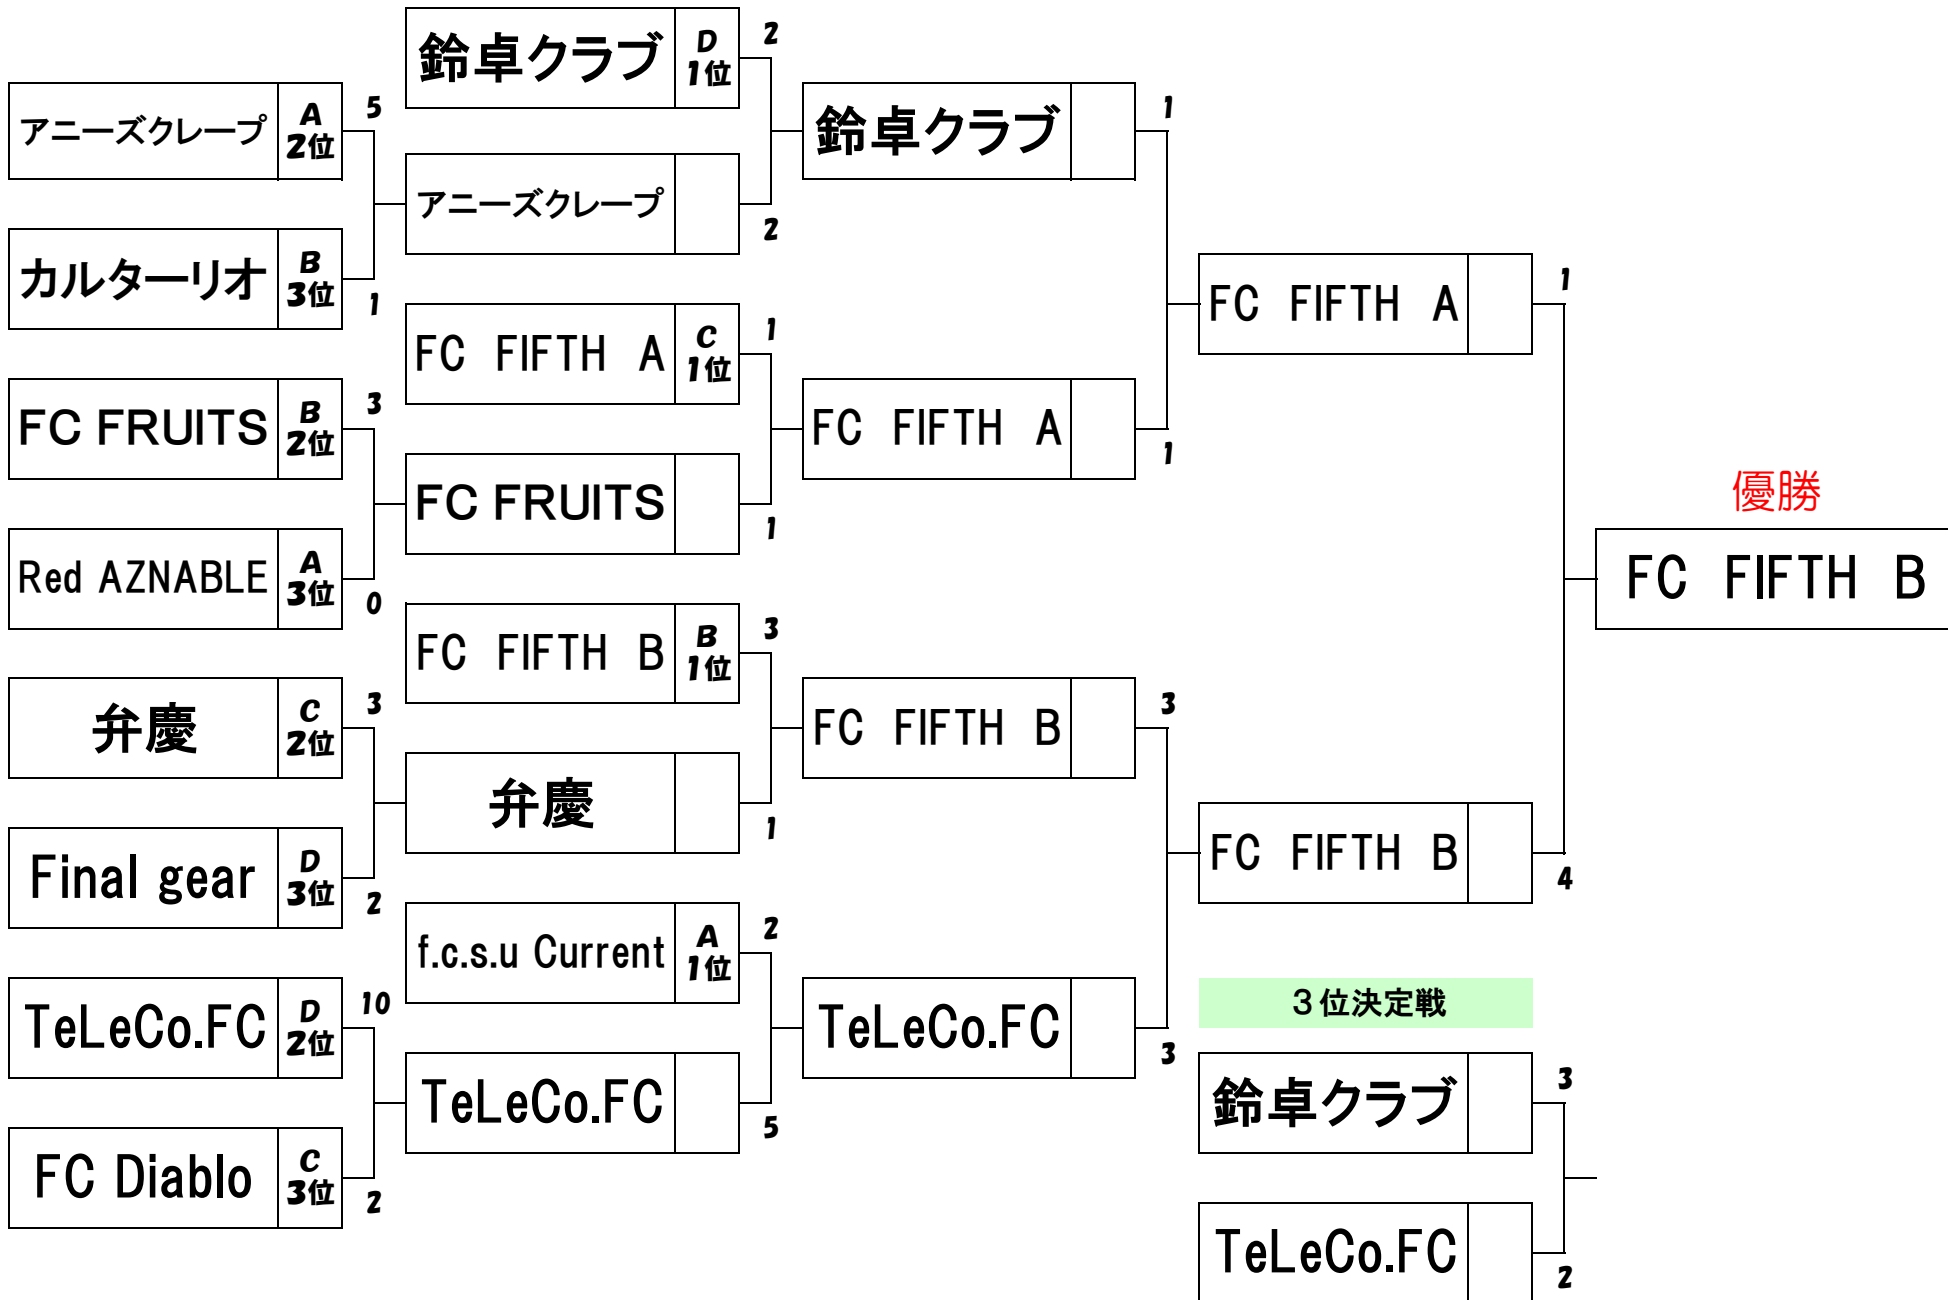 アニーズクレープ
A
2位
5
カルターリオ
B
3位
1
FC FRUITS
B
2位
3
Red AZNABLE
A
3位
0
弁慶
C
2位
3
Final gear
D
3位
2
TeLeCo.FC
D
2位
10
FC Diablo
C
3位
2
鈴卓クラブ
D
1位
2
アニーズクレープ
2
FC FIFTH A
C
1位
1
FC FRUITS
1
FC FIFTH B
B
1位
3
弁慶
1
f.c.s.u Current
A
1位
2
TeLeCo.FC
5
鈴卓クラブ
1
FC FIFTH A
1
FC FIFTH B
3
TeLeCo.FC
3
FC FIFTH A
1
FC FIFTH B
4
3位決定戦
鈴卓クラブ
3
TeLeCo.FC
2
優勝
FC FIFTH B